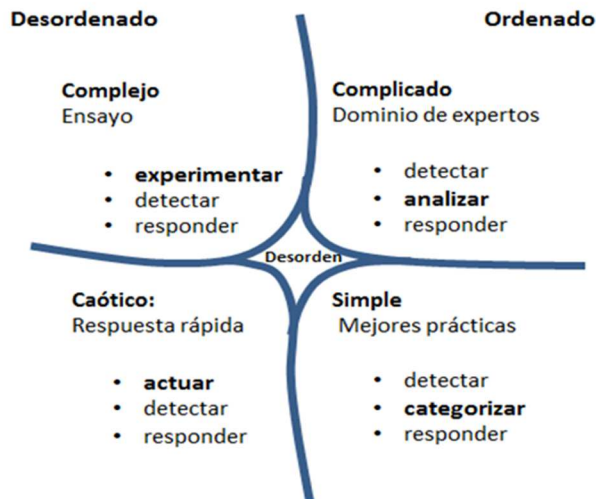 Desordenado
Ordenado
Complejo
Ensayo
• experimentar
• detectar
• responder
Complicado
Dominio de expertos
• detectar
• analizar
• responder
Desorden
Caótico:
Respuesta rápida
• actuar
• detectar
• responder
Simple
Mejores prácticas
• detectar
• categorizar
• responder